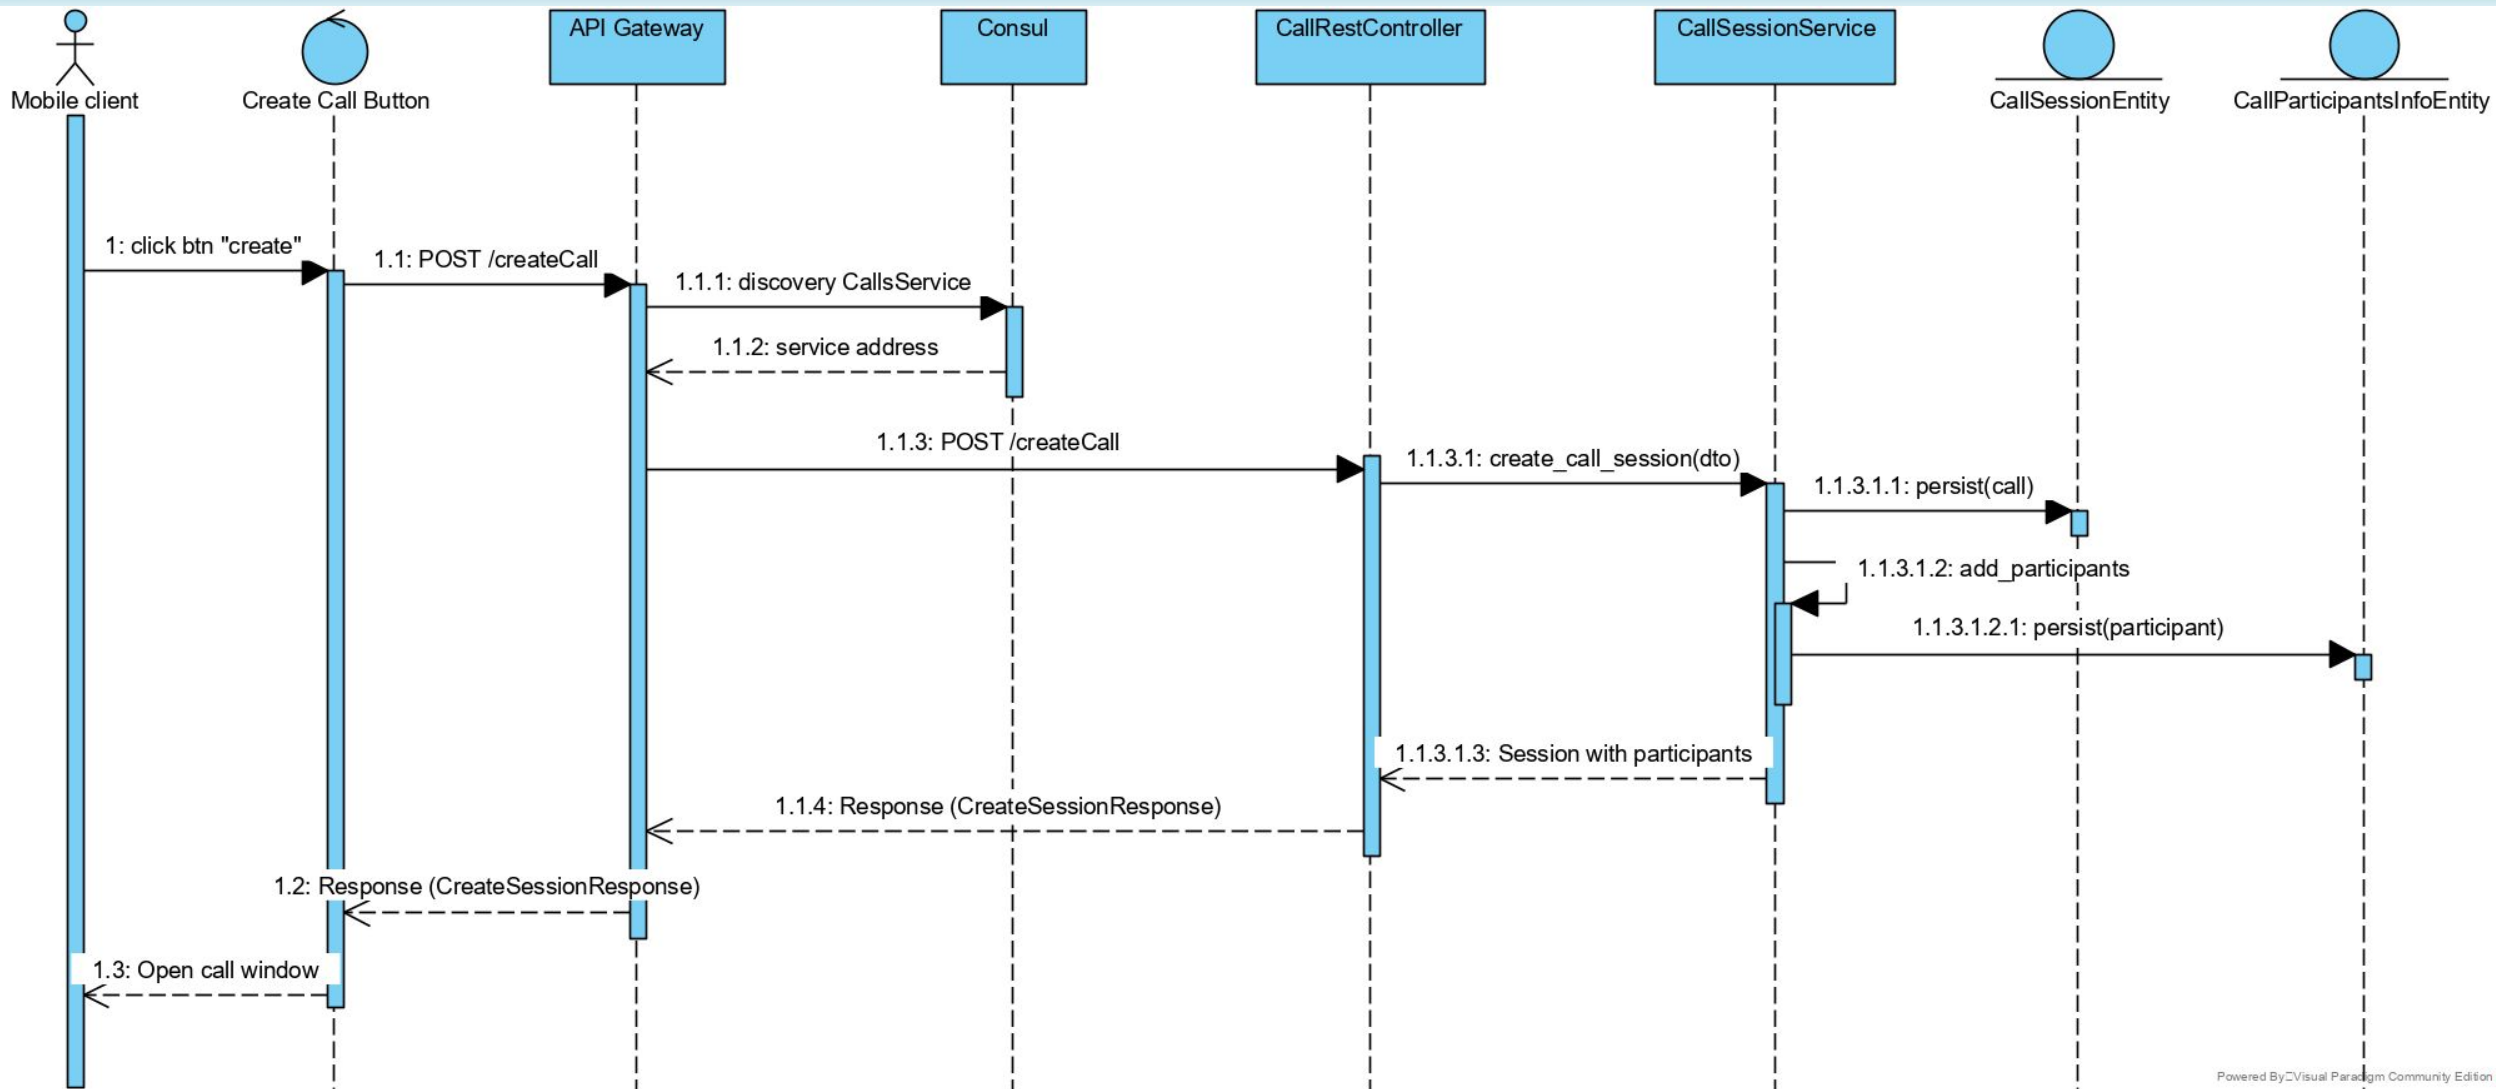 API Gateway
Consul
CallRestController
CallSessionService
Mobile client
Create Call Button
CallSessionEntity
CallParticipantsInfoEntity
1: click btn "create"
1.1: POST /createCall
1.1.1: discovery CallsService
1.1.2: service address
1.1.3: POST /createCall
1.1.3.1: create_call_session(dto)
1.1.3.1.1: persist(call)
1.1.3.1.2: add_participants
1.1.3.1.2.1: persist(participant)
1.1.3.1.3: Session with participants
1.1.4: Response (CreateSessionResponse)
1.2: Response (CreateSessionResponse)
1.3: Open call window
Powered By Visual Paradigm Community Edition